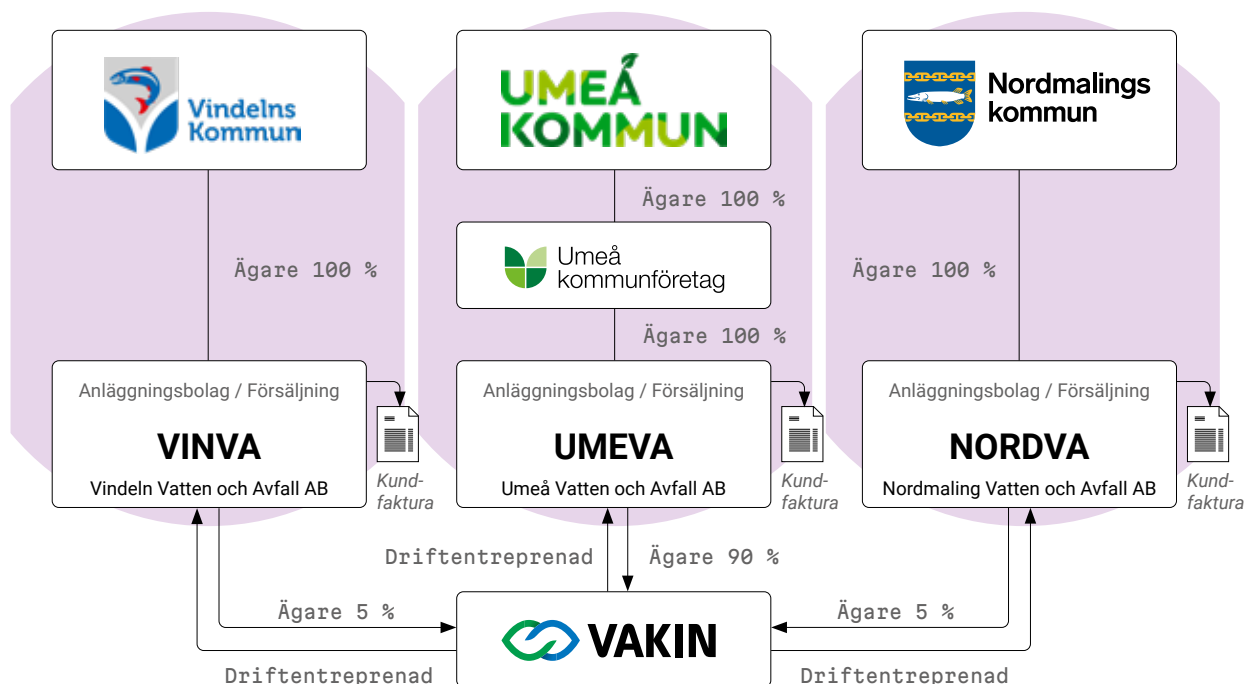 Vindelns
Kommun
UMEÅ
KOMMUN
Nordmalings
kommun
Ägare 100 %
Umeå
kommunföretag
Ägare 100 %
Ägare 100 %
Ägare 100 %
Anläggningsbolag / Försäljning
VINVA
Vindeln Vatten och Avfall AB
Kund-
faktura
Anläggningsbolag / Försäljning
UMEVA
Umeå Vatten och Avfall AB
Kund-
faktura
Anläggningsbolag / Försäljning
NORDVA
Nordmaling Vatten och Avfall AB
Kund-
faktura
Driftentreprenad
Ägare 90 %
Ägare 5 %
Ägare 5 %
VAKIN
Driftentreprenad
Driftentreprenad